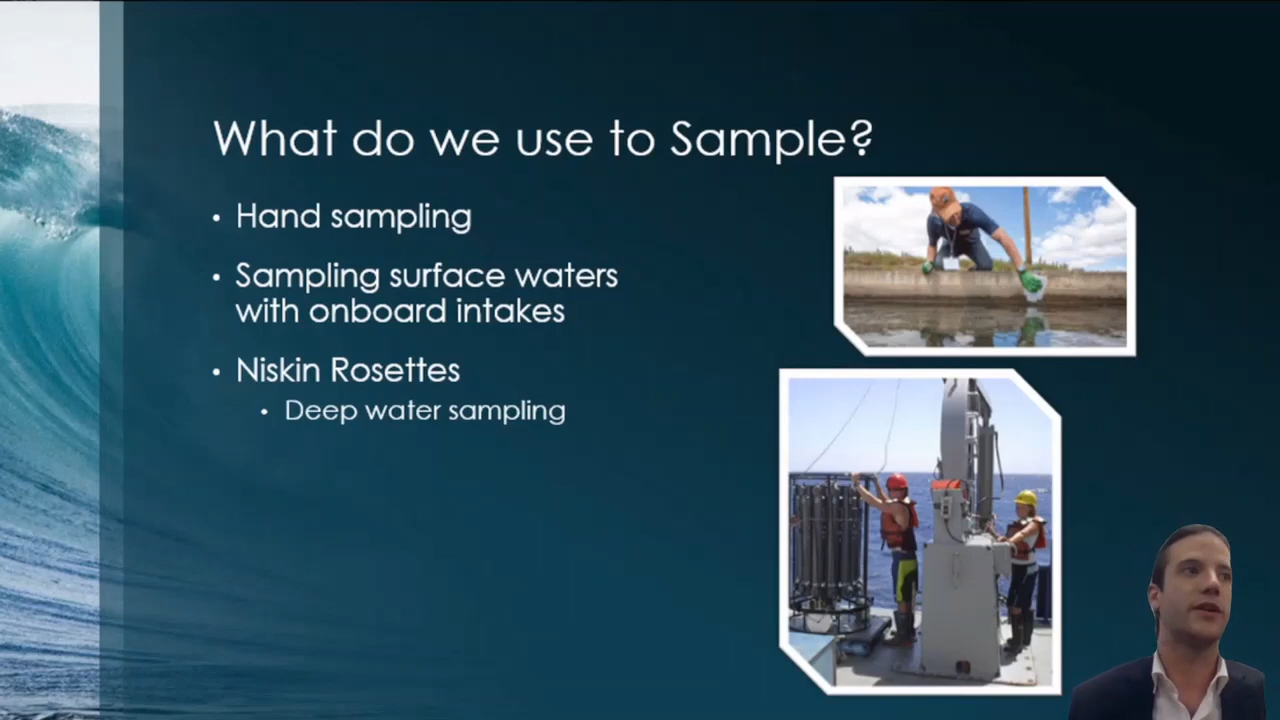 What do we use to Sample?
• Hand sampling
• Sampling surface waters
with onboard intakes
• Niskin Rosettes
• Deep water sampling